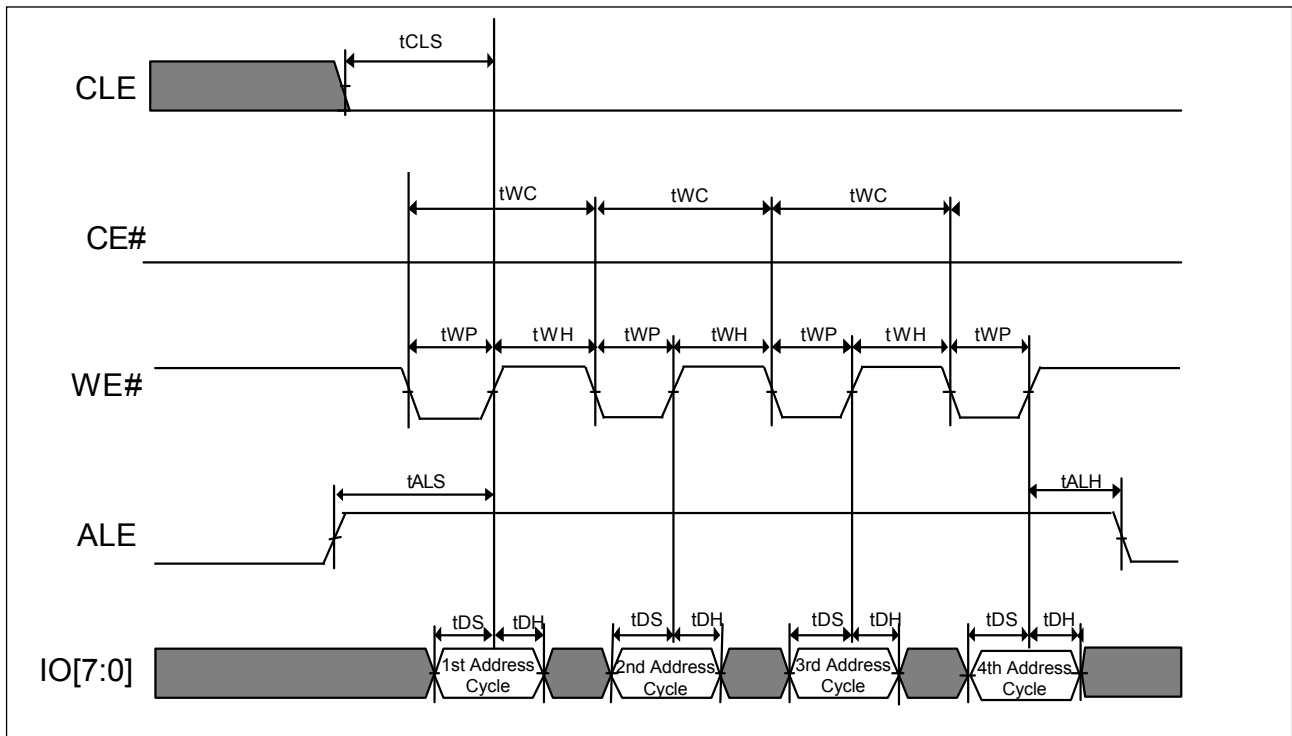 tCLS
CLE
tWC tWC tWC
CE#
tWP tWH tWP tWH tWP tWH tWP
WE#
tALS tALH
ALE
tDS tDH tDS tDH tDS tDH tDS tDH
IO[7:0]
1st Address
Cycle
2nd Address
Cycle
3rd Address
Cycle
4th Address
Cycle